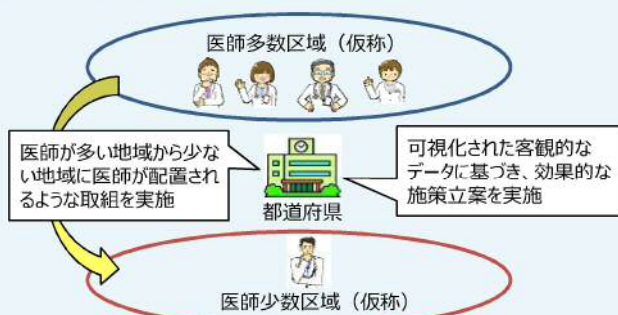 医師多数区域（仮称）
医師が多い地域から少な
い地域に医師が配置され
るような取組を実施
可視化された客観的な
データに基づき、効果的な
施策立案を実施
都道府県
医師少数区域（仮称）